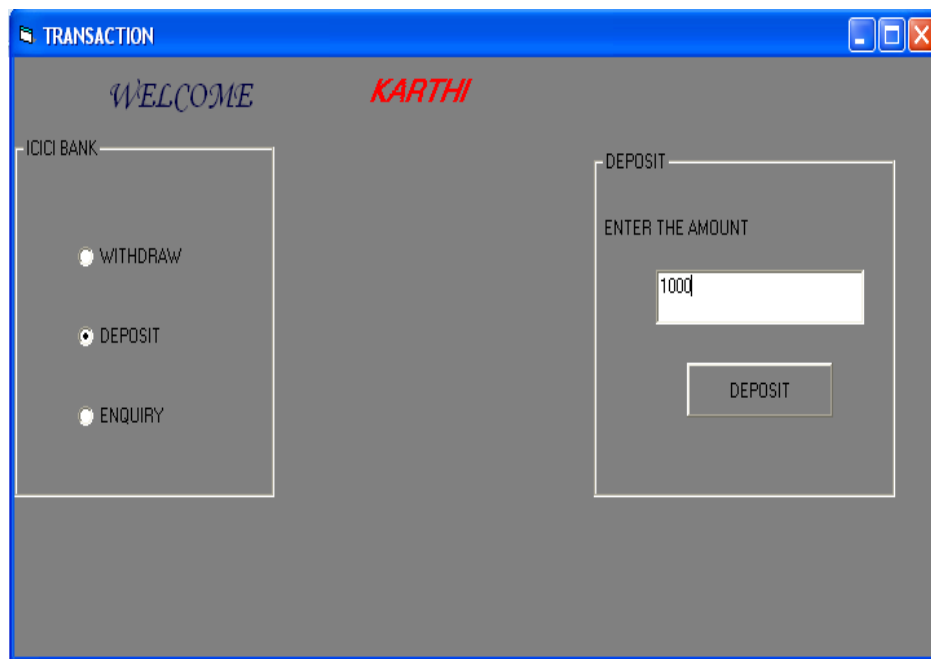 TRANSACTION
WELCOME KARTHI
ICICI BANK
WITHDRAW
DEPOSIT
ENQUIRY
DEPOSIT
ENTER THE AMOUNT
1000
DEPOSIT